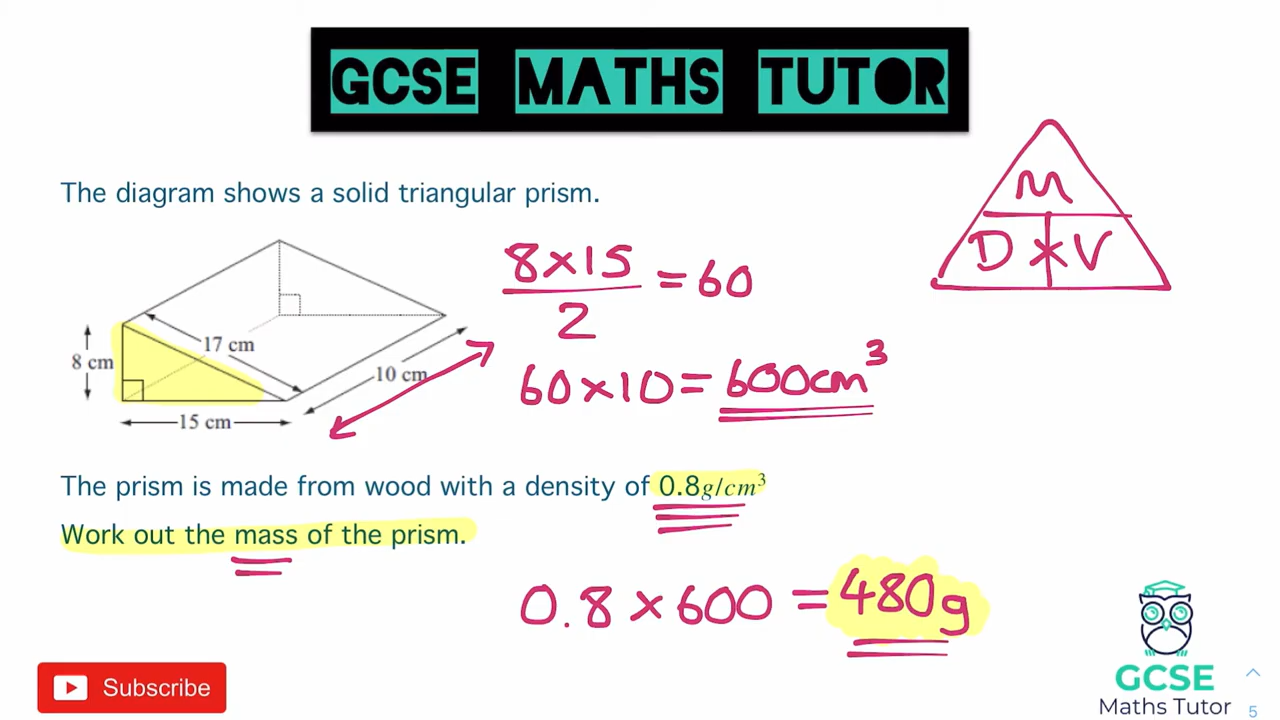 GCSE MATHS TUTOR
The diagram shows a solid triangular prism.
M
D × V
8 × 15
2
= 60
17 cm
8 cm
10 cm
15 cm
60 × 10 = 600cm³
The prism is made from wood with a density of 0.8g/cm³
Work out the mass of the prism.
0.8 × 600 = 480g
Subscribe
GCSE
Maths Tutor
5